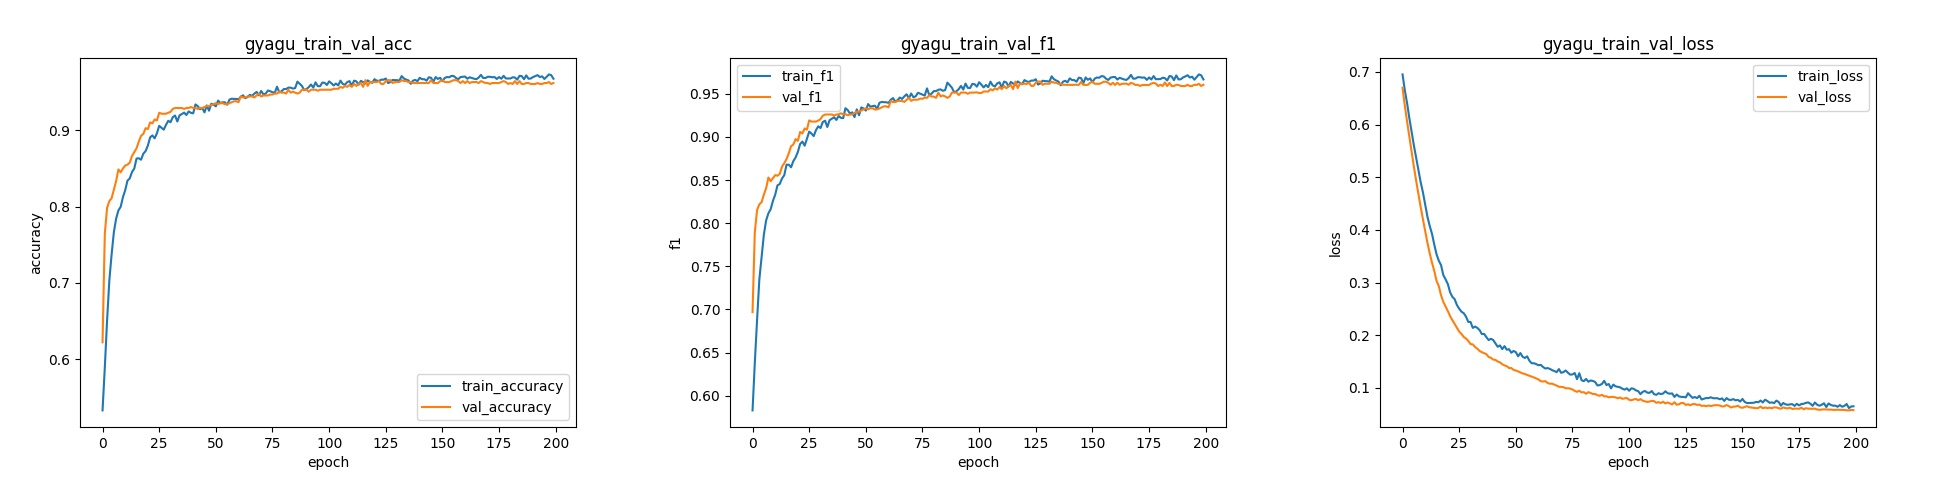 gyagu_train_val_acc
accuracy
0.9
0.8
0.7
0.6
train_accuracy
val_accuracy
0 25 50 75 100 125 150 175 200
epoch
gyagu_train_val_f1
f1
train_f1
val_f1
0.95
0.90
0.85
0.80
0.75
0.70
0.65
0.60
0 25 50 75 100 125 150 175 200
epoch
gyagu_train_val_loss
loss
train_loss
val_loss
0.7
0.6
0.5
0.4
0.3
0.2
0.1
0 25 50 75 100 125 150 175 200
epoch